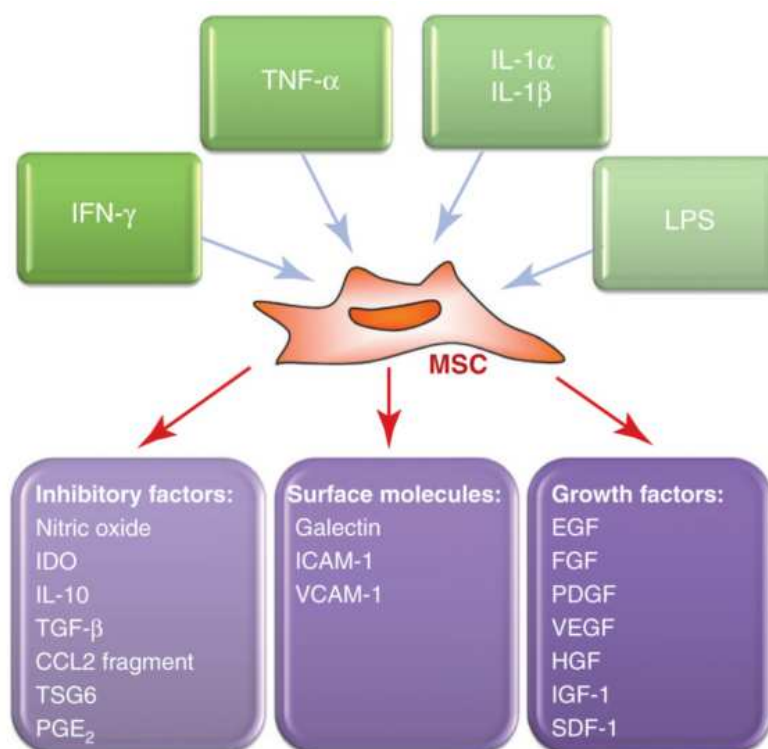 TNF-α
IL-1α
IL-1β
IFN-γ
LPS
MSC
Inhibitory factors:
Nitric oxide
IDO
IL-10
TGF-β
CCL2 fragment
TSG6
PGE₂
Surface molecules:
Galectin
ICAM-1
VCAM-1
Growth factors:
EGF
FGF
PDGF
VEGF
HGF
IGF-1
SDF-1